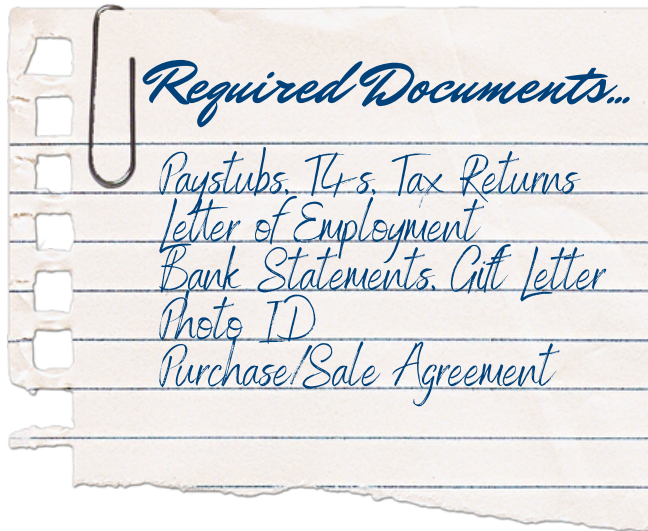 Required Documents...
Paystubs, T4s, Tax Returns
Letter of Employment
Bank Statements, Gift Letter
Photo ID
Purchase/Sale Agreement